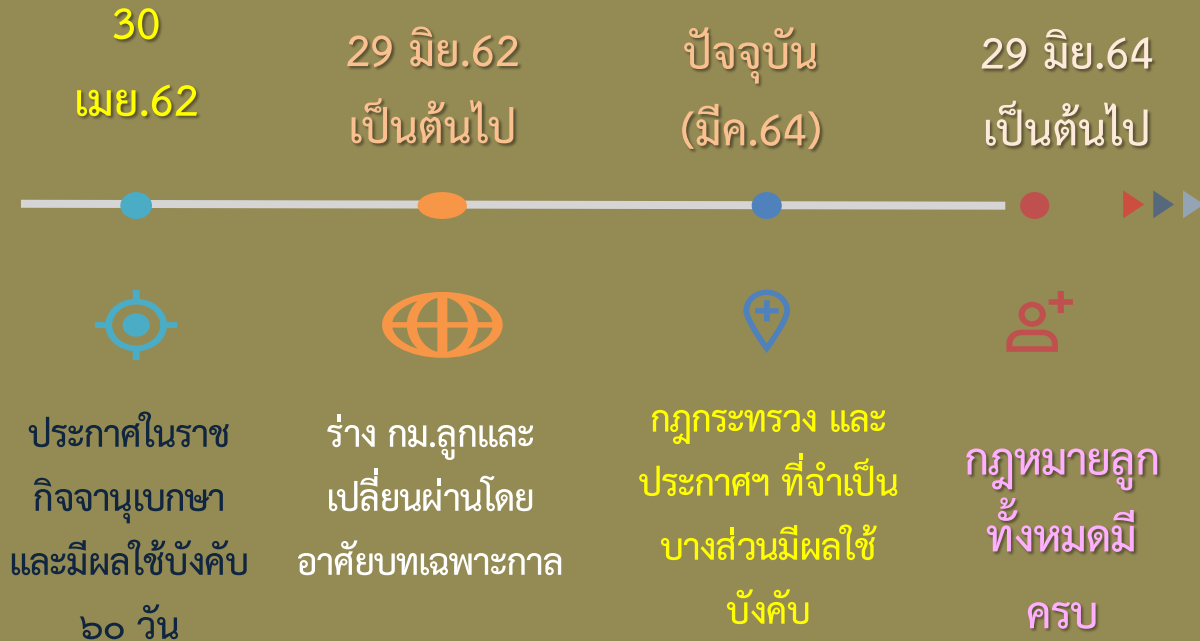 30
เมย.62
29 มิย.62
เป็นต้นไป
ปัจจุบัน
(มีค.64)
29 มิย.64
เป็นต้นไป
ประกาศในราช
กิจจานุเบกษา
และมีผลใช้บังคับ
๖๐ วัน
ร่าง กม.ลูกและ
เปลี่ยนผ่านโดย
อาศัยบทเฉพาะกาล
กฎกระทรวง และ
ประกาศฯ ที่จำเป็น
บางส่วนมีผลใช้
บังคับ
กฎหมายลูก
ทั้งหมดมี
ครบ